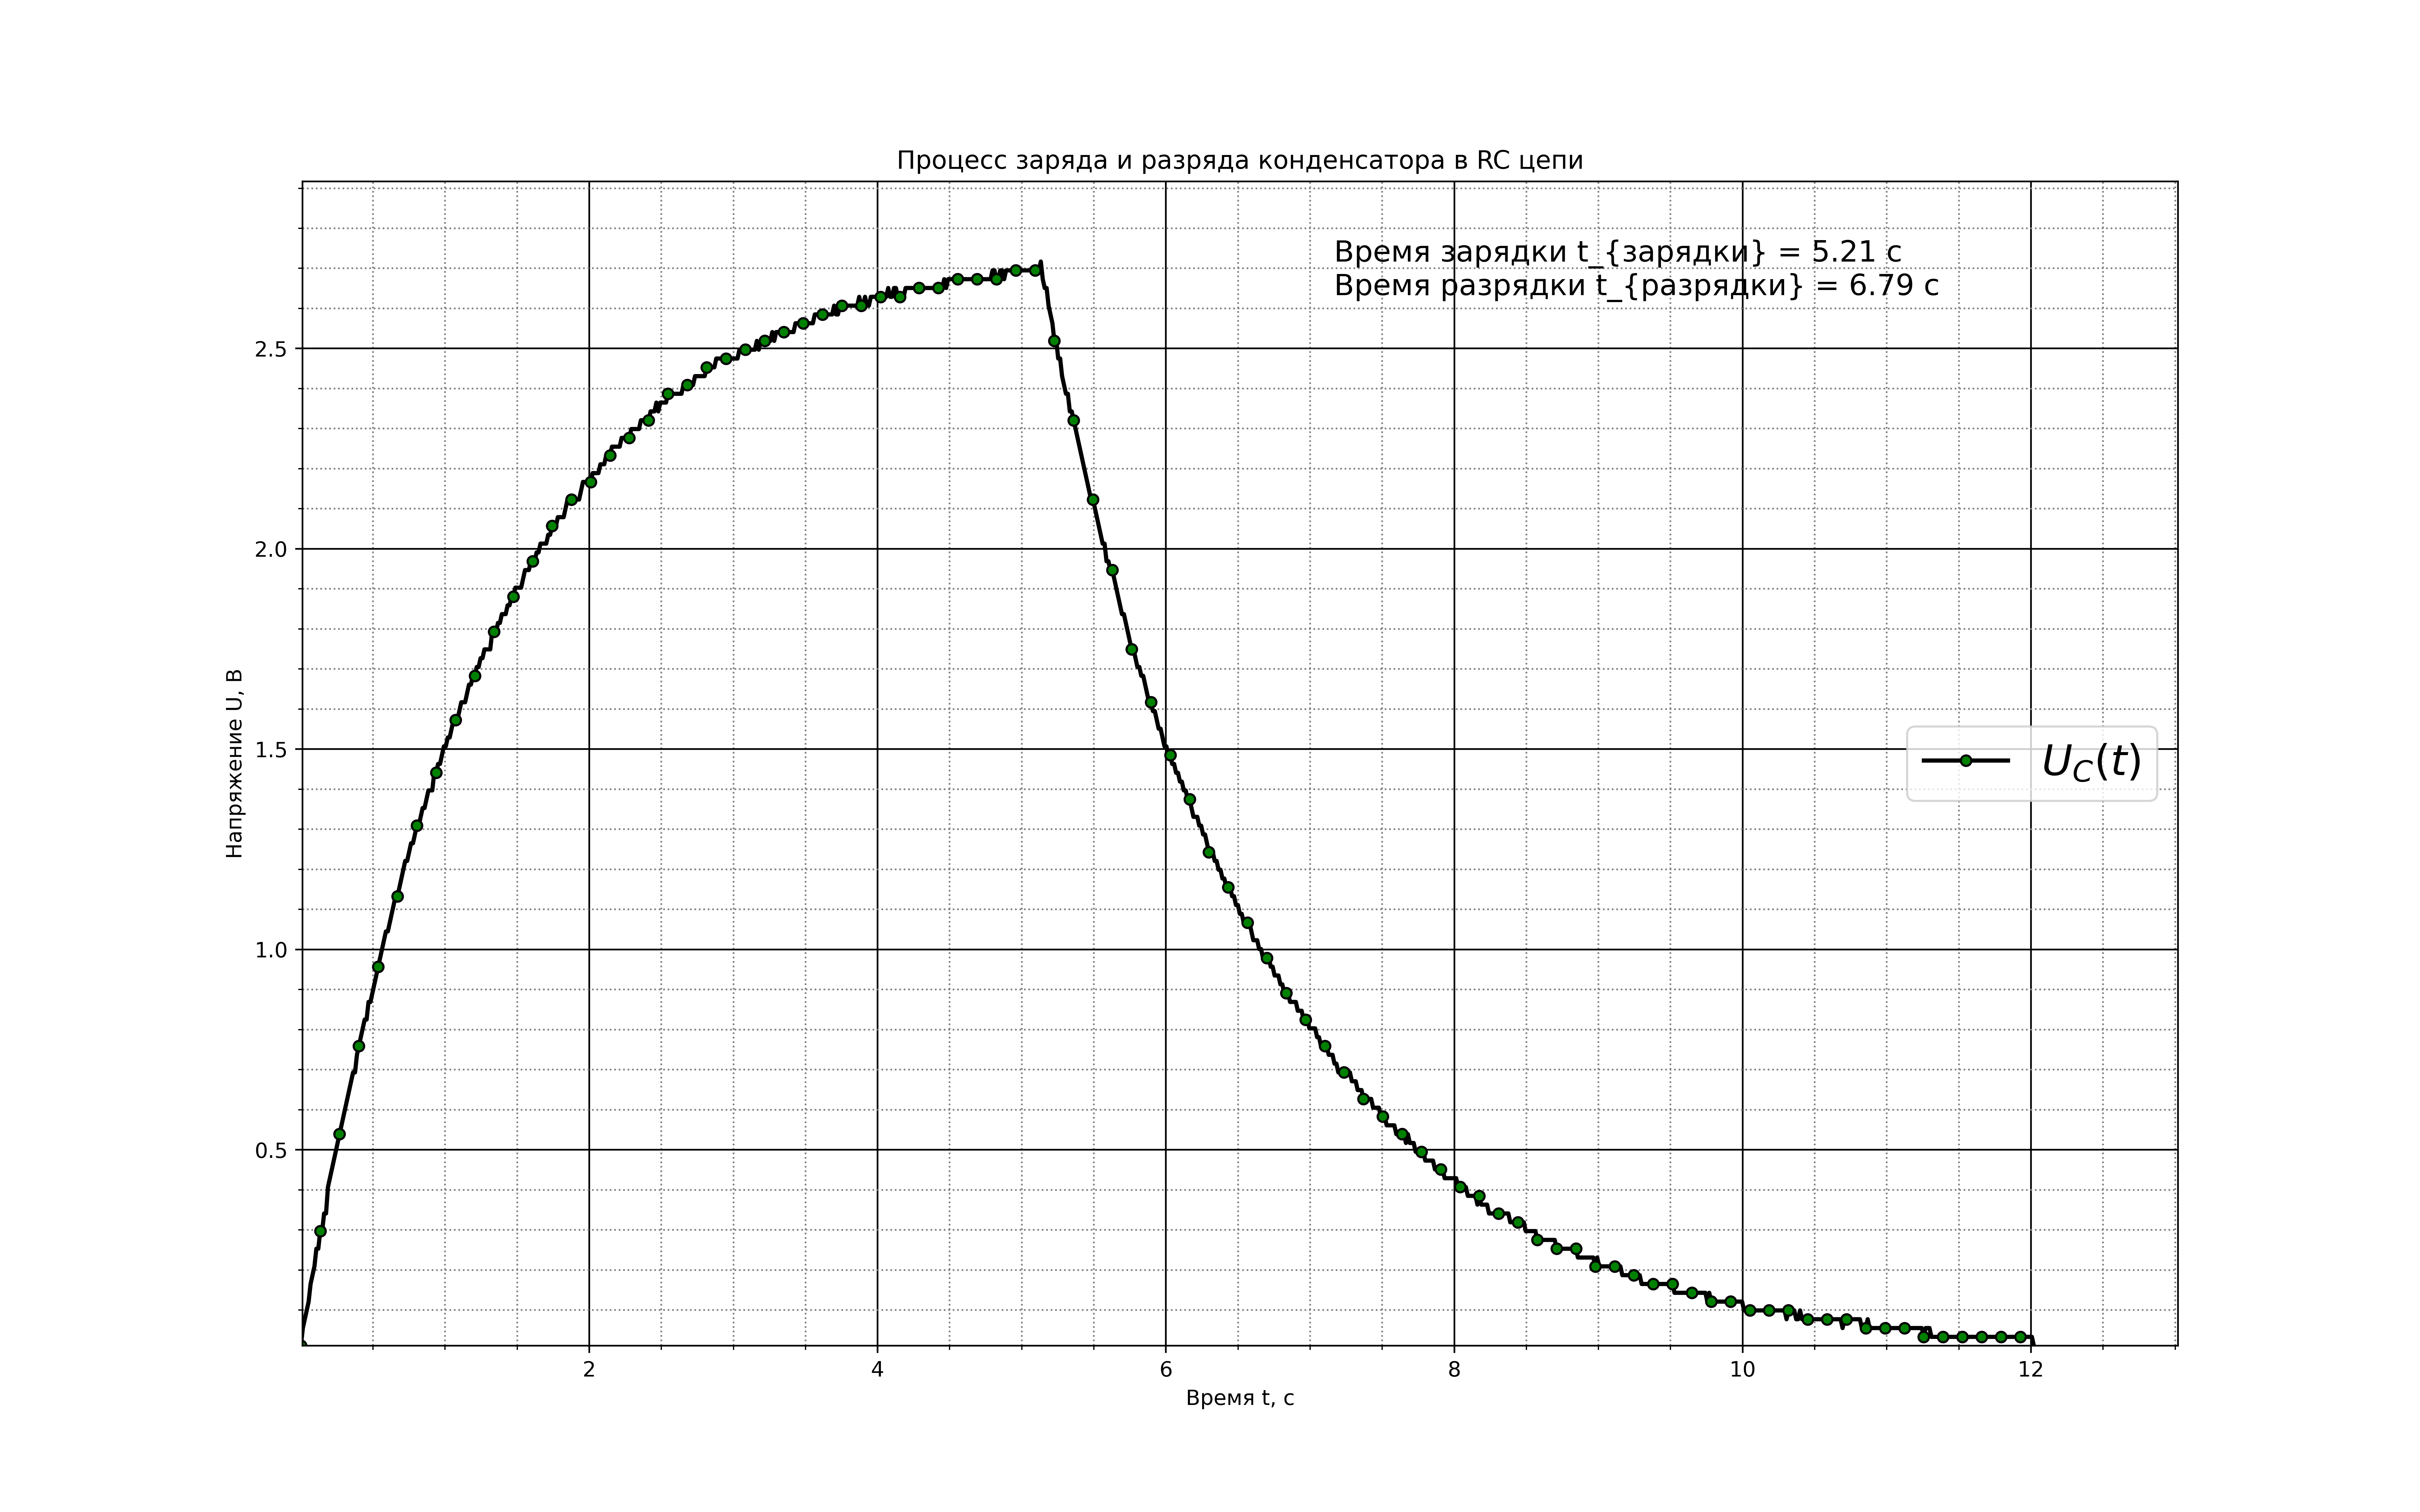 Процесс заряда и разряда конденсатора в RC цепи
Время зарядки t_{зарядки} = 5.21 с
Время разрядки t_{разрядки} = 6.79 с
2.5
2.0
1.5
1.0
0.5
Напряжение U, В
U_C(t)
2 4 6 8 10 12
Время t, с